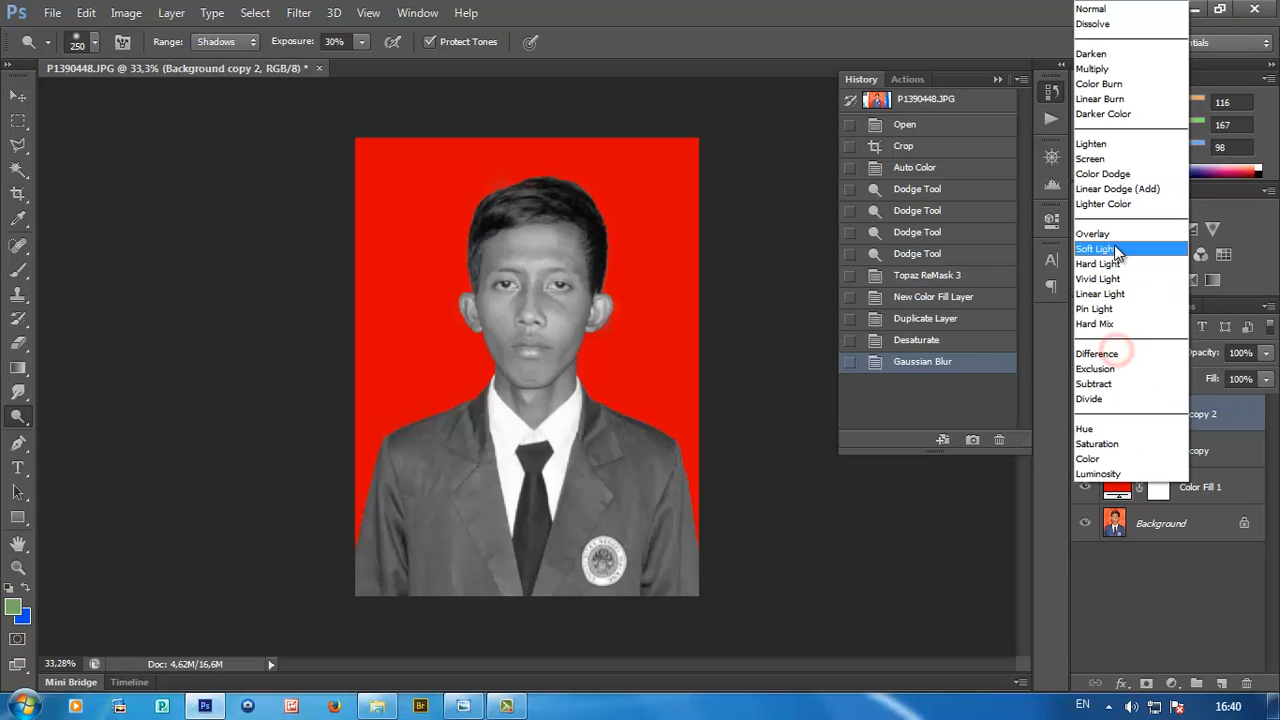 Ps File Edit Image Layer Type Select Filter 3D View Window Help
250 Range: Shadows Exposure: 30% Protect Tones
P1390448.JPG @ 33,3% (Background copy 2, RGB/8) * ×
History Actions
P1390448.JPG
Open
Crop
Auto Color
Dodge Tool
Dodge Tool
Dodge Tool
Dodge Tool
Topaz ReMask 3
New Color Fill Layer
Duplicate Layer
Desaturate
Gaussian Blur
Normal
Dissolve
Darken
Multiply
Color Burn
Linear Burn
Darker Color
Lighten
Screen
Color Dodge
Linear Dodge (Add)
Lighter Color
Overlay
Soft Light
Hard Light
Vivid Light
Linear Light
Pin Light
Hard Mix
Difference
Exclusion
Subtract
Divide
Hue
Saturation
Color
Luminosity
116
167
98
Opacity: 100%
Fill: 100%
copy 2
copy
Color Fill 1
Background
33,28% Doc: 4,62M/16,6M
Mini Bridge Timeline
Br EN 16:40